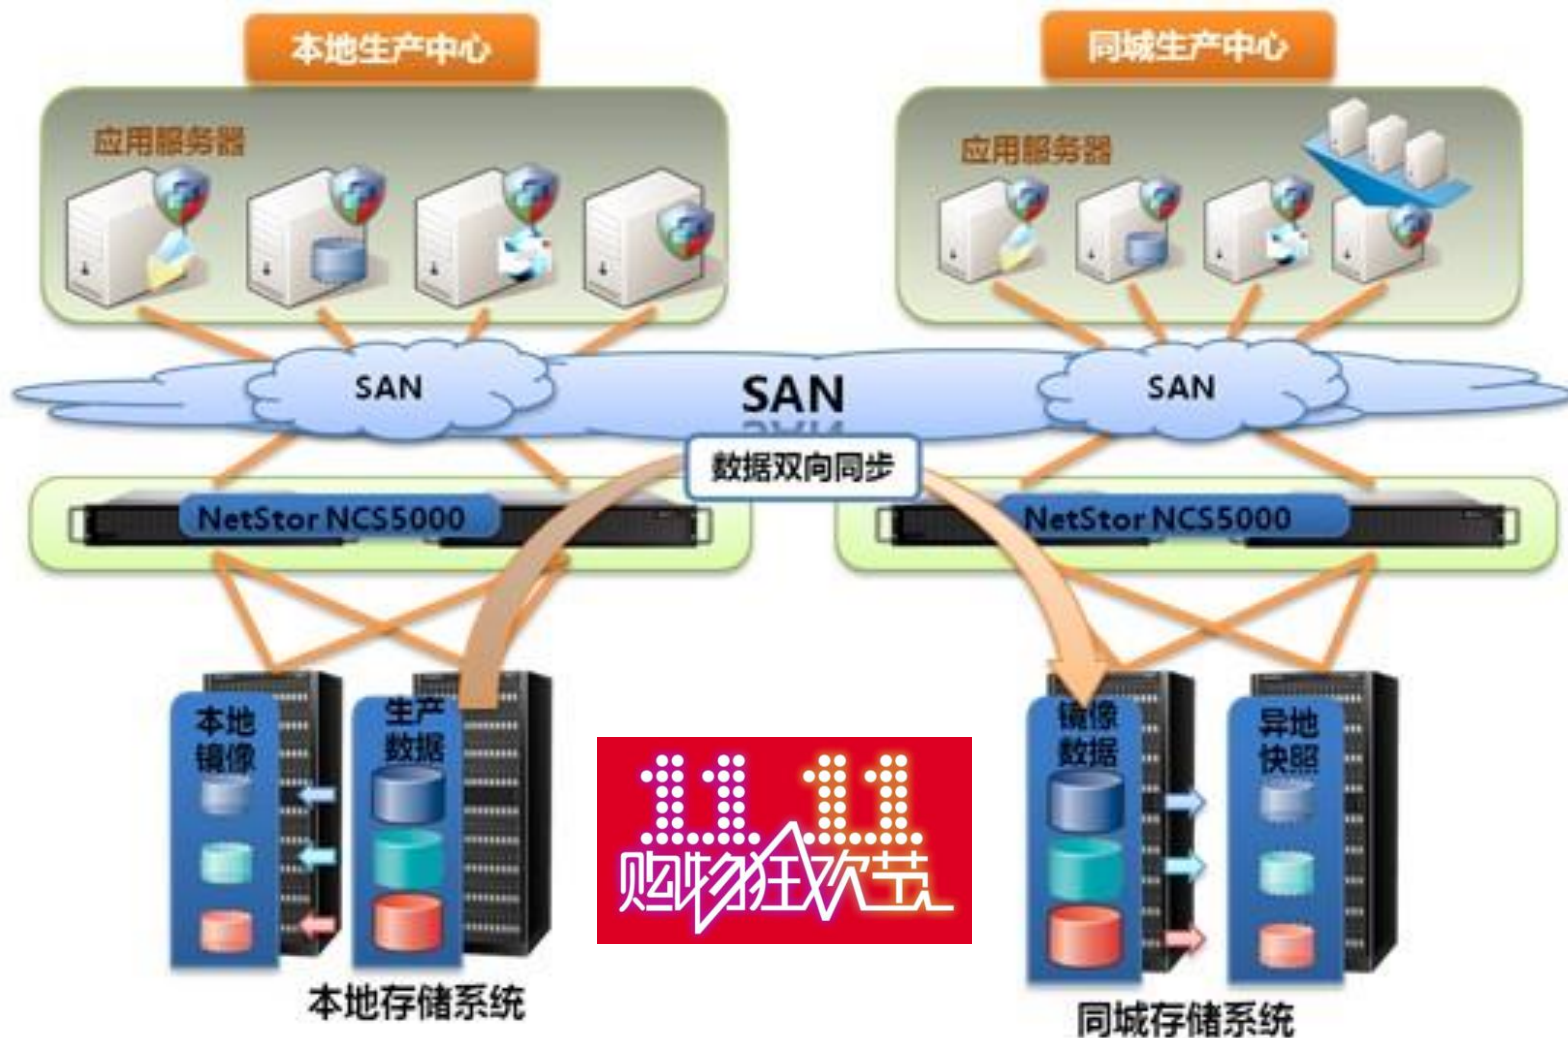 本地生产中心
同城生产中心
应用服务器
应用服务器
SAN
SAN
SAN
数据双向同步
NetStor NCS5000
NetStor NCS5000
本地
镜像
生产
数据
镜像
数据
异地
快照
11.11
购物狂欢节
本地存储系统
同城存储系统